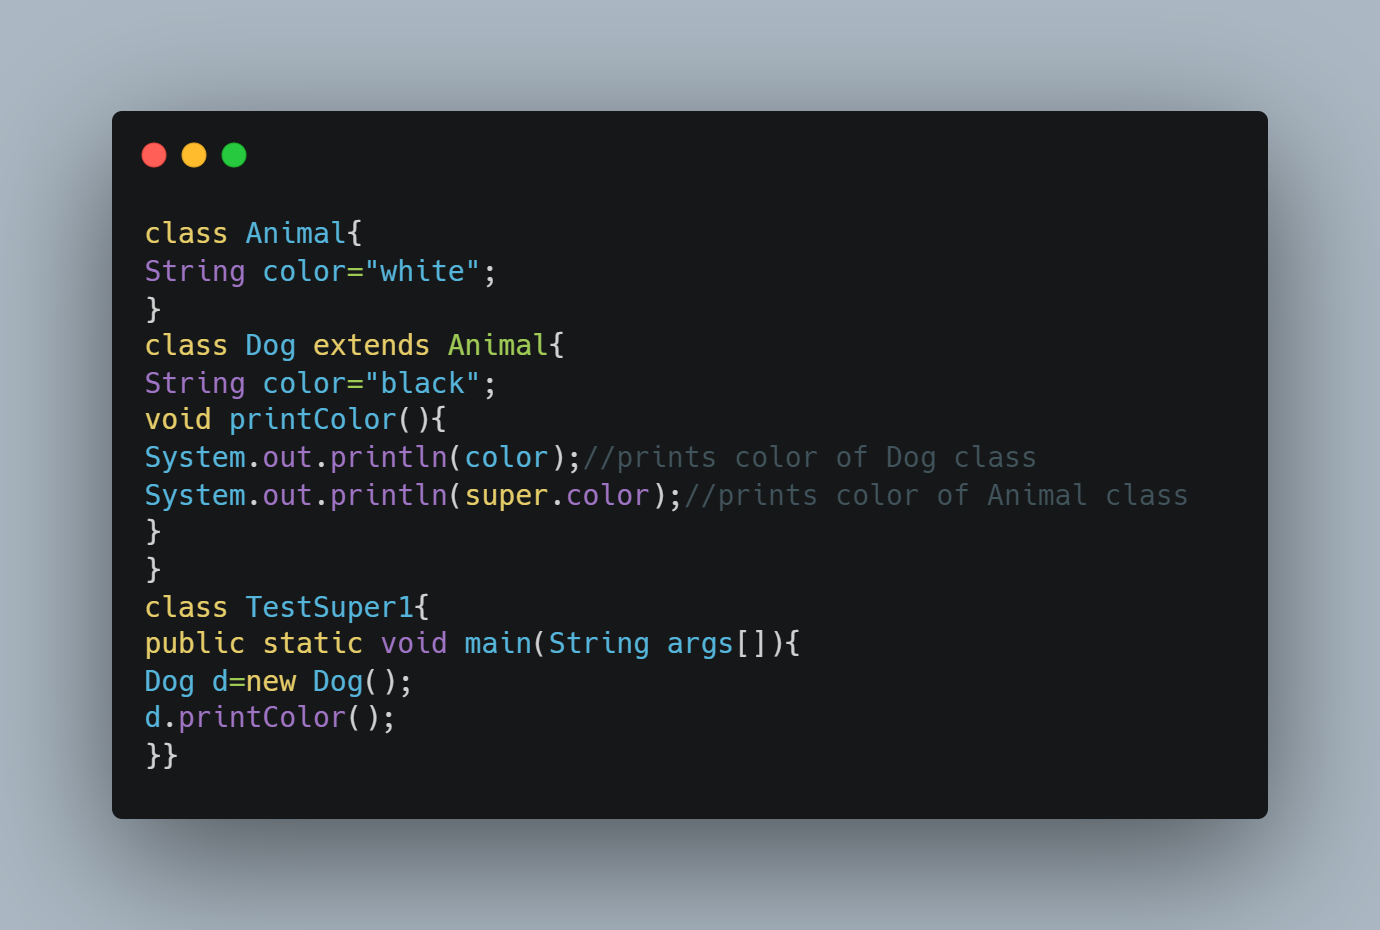 class Animal{
String color="white";
}
class Dog extends Animal{
String color="black";
void printColor(){
System.out.println(color);//prints color of Dog class
System.out.println(super.color);//prints color of Animal class
}
}
class TestSuper1{
public static void main(String args[]){
Dog d=new Dog();
d.printColor();
}}